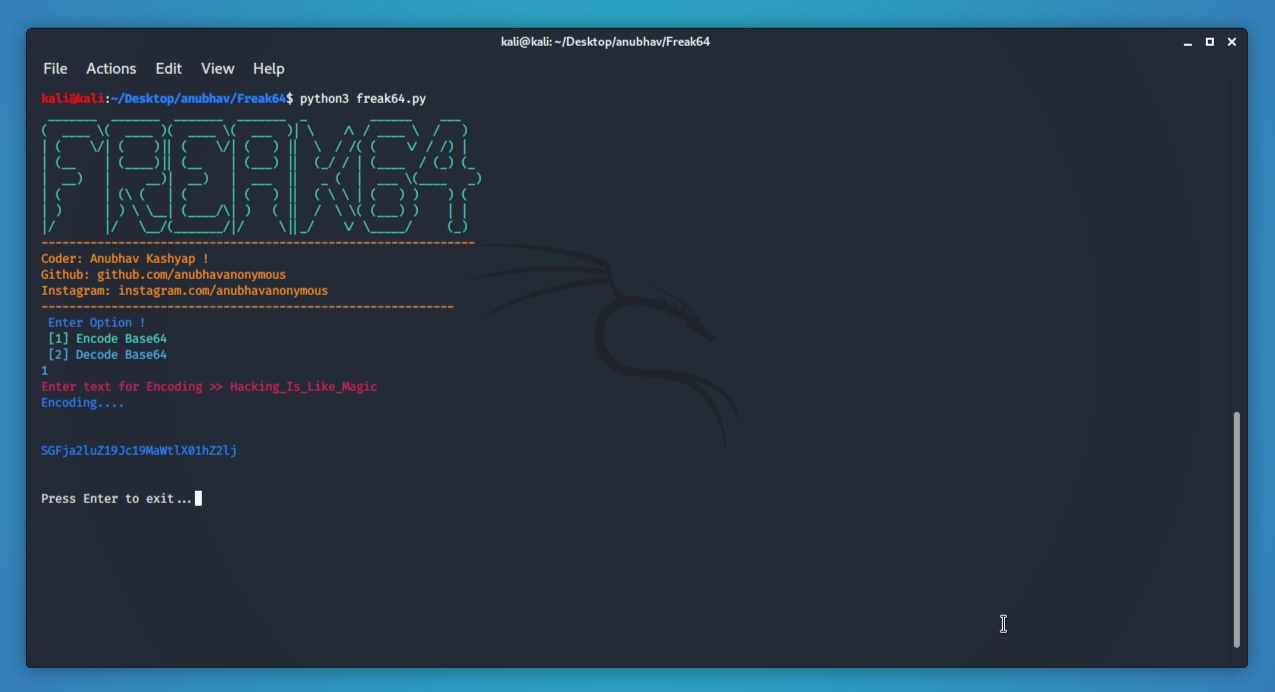 kali@kali: ~/Desktop/anubhav/Freak64
File Actions Edit View Help
kali@kali:~/Desktop/anubhav/Freak64$ python3 freak64.py
FREAK64
Coder: Anubhav Kashyap !
Github: github.com/anubhavanonymous
Instagram: instagram.com/anubhavanonymous
Enter Option !
[1] Encode Base64
[2] Decode Base64
1
Enter text for Encoding >> Hacking_Is_Like_Magic
Encoding....
SGFja2luZ19Jc19MaWtlX01hZ2lj
Press Enter to exit...